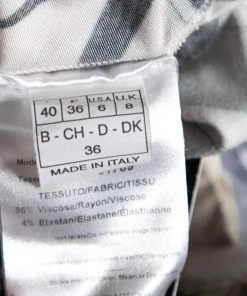 F U.S.A U.K
40 36 6 8
B - CH - D - DK
36
MADE IN ITALY
TESSUTO/FABRIC/TISSU
96% Viscosa/Rayon/Viscose
4% Elastan/Elastane/Elasthanne